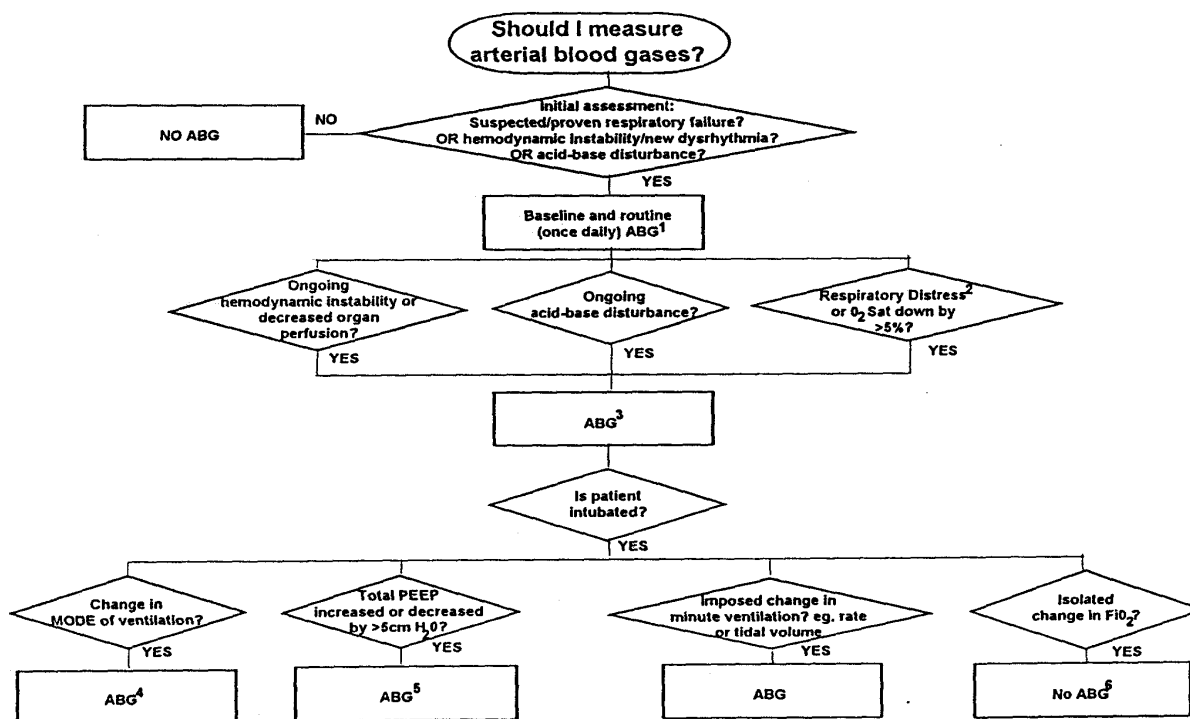 Should I measure
arterial blood gases?
Initial assessment:
Suspected/proven respiratory failure?
OR hemodynamic instability/new dysrhythmia?
OR acid-base disturbance?
NO
NO ABG
YES
Baseline and routine
(once daily) ABG1
Ongoing
hemodynamic instability or
decreased organ
perfusion?
YES
Ongoing
acid-base disturbance?
YES
Respiratory Distress2
or 02 Sat down by
>5%?
YES
ABG3
Is patient
intubated?
YES
Change in
MODE of ventilation?
YES
ABG4
Total PEEP
increased or decreased
by >5cm H20?
YES
ABG5
Imposed change in
minute ventilation? eg. rate
or tidal volume
YES
ABG
Isolated
change in Fi02?
YES
No ABG6